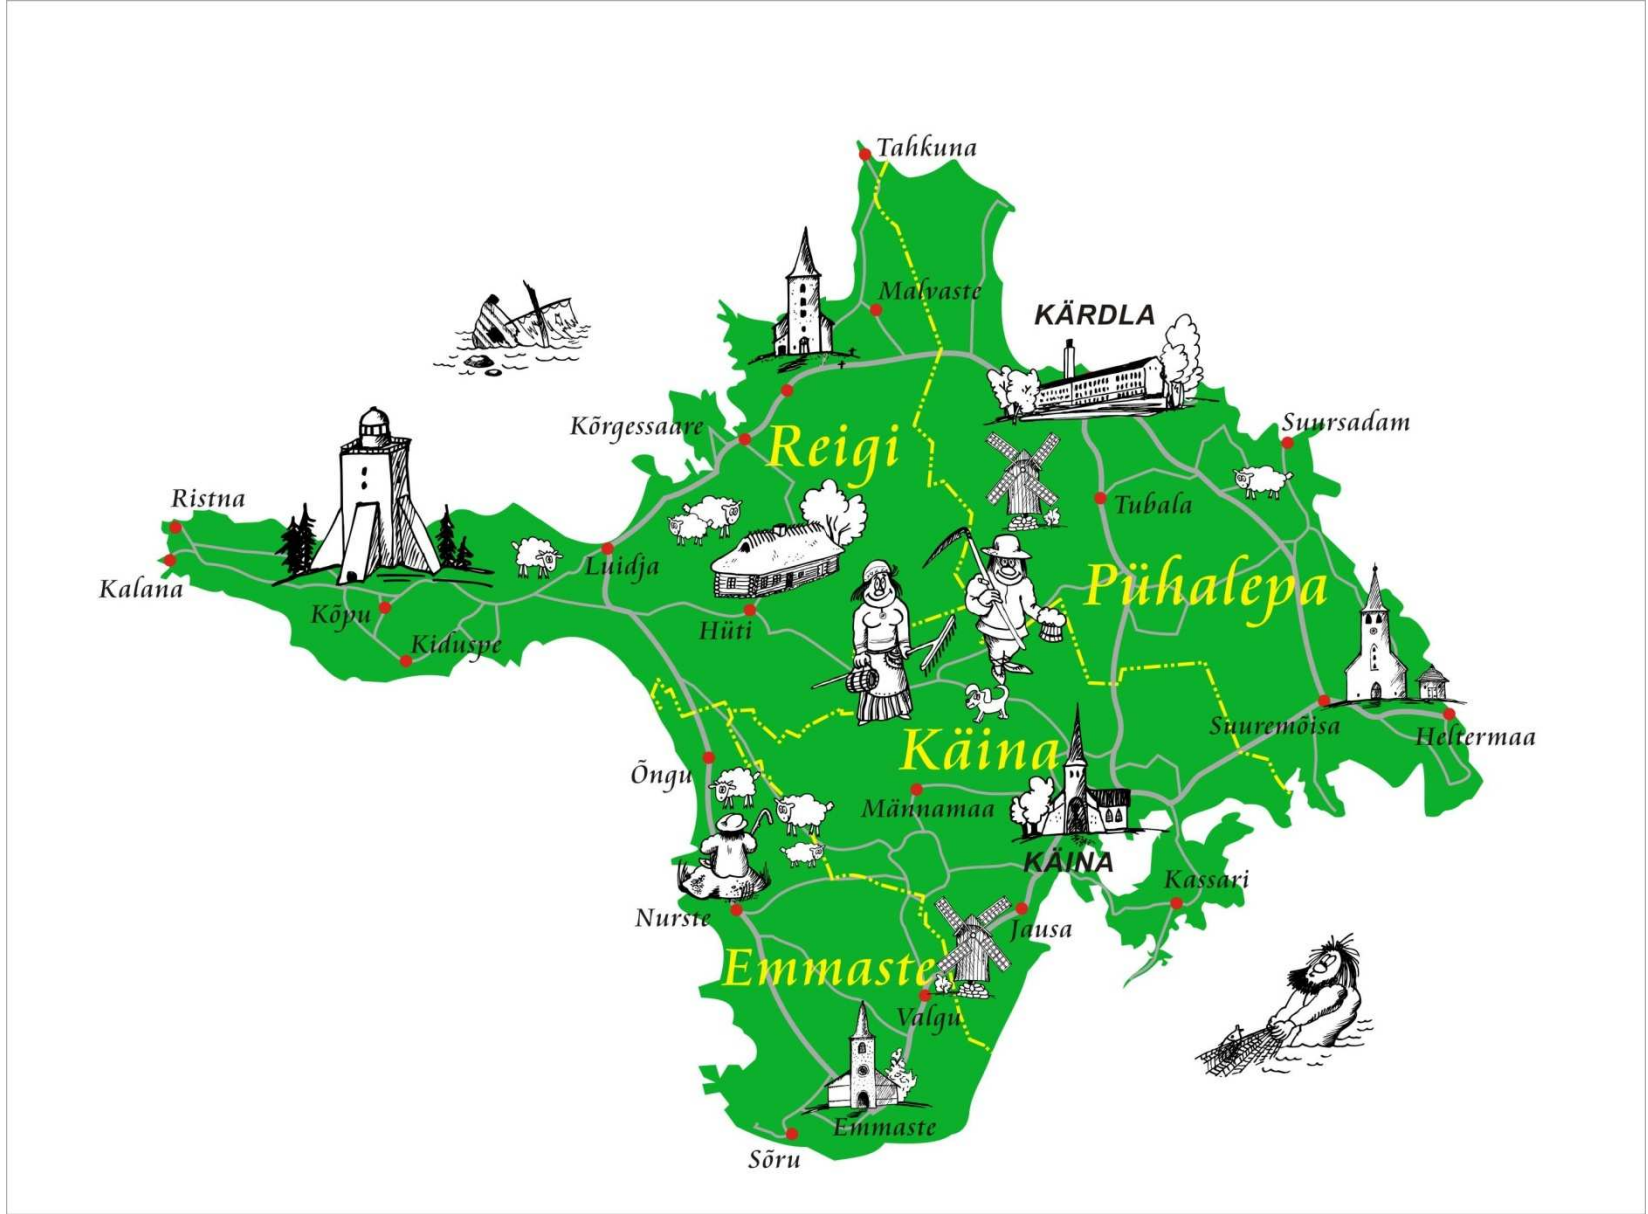 Tahkuna
Malvaste
KÄRDLA
Kõrgessaare
Suursadam
Reigi
Ristna
Tubala
Luidja
Kalana
Pühalepa
Kõpu
Hüti
Kiduspe
Suuremõisa
Heltermaa
Käina
Õngu
Männamaa
KÄINA
Kassari
Nurste
Jausa
Emmaste
Valgu
Emmaste
Sõru